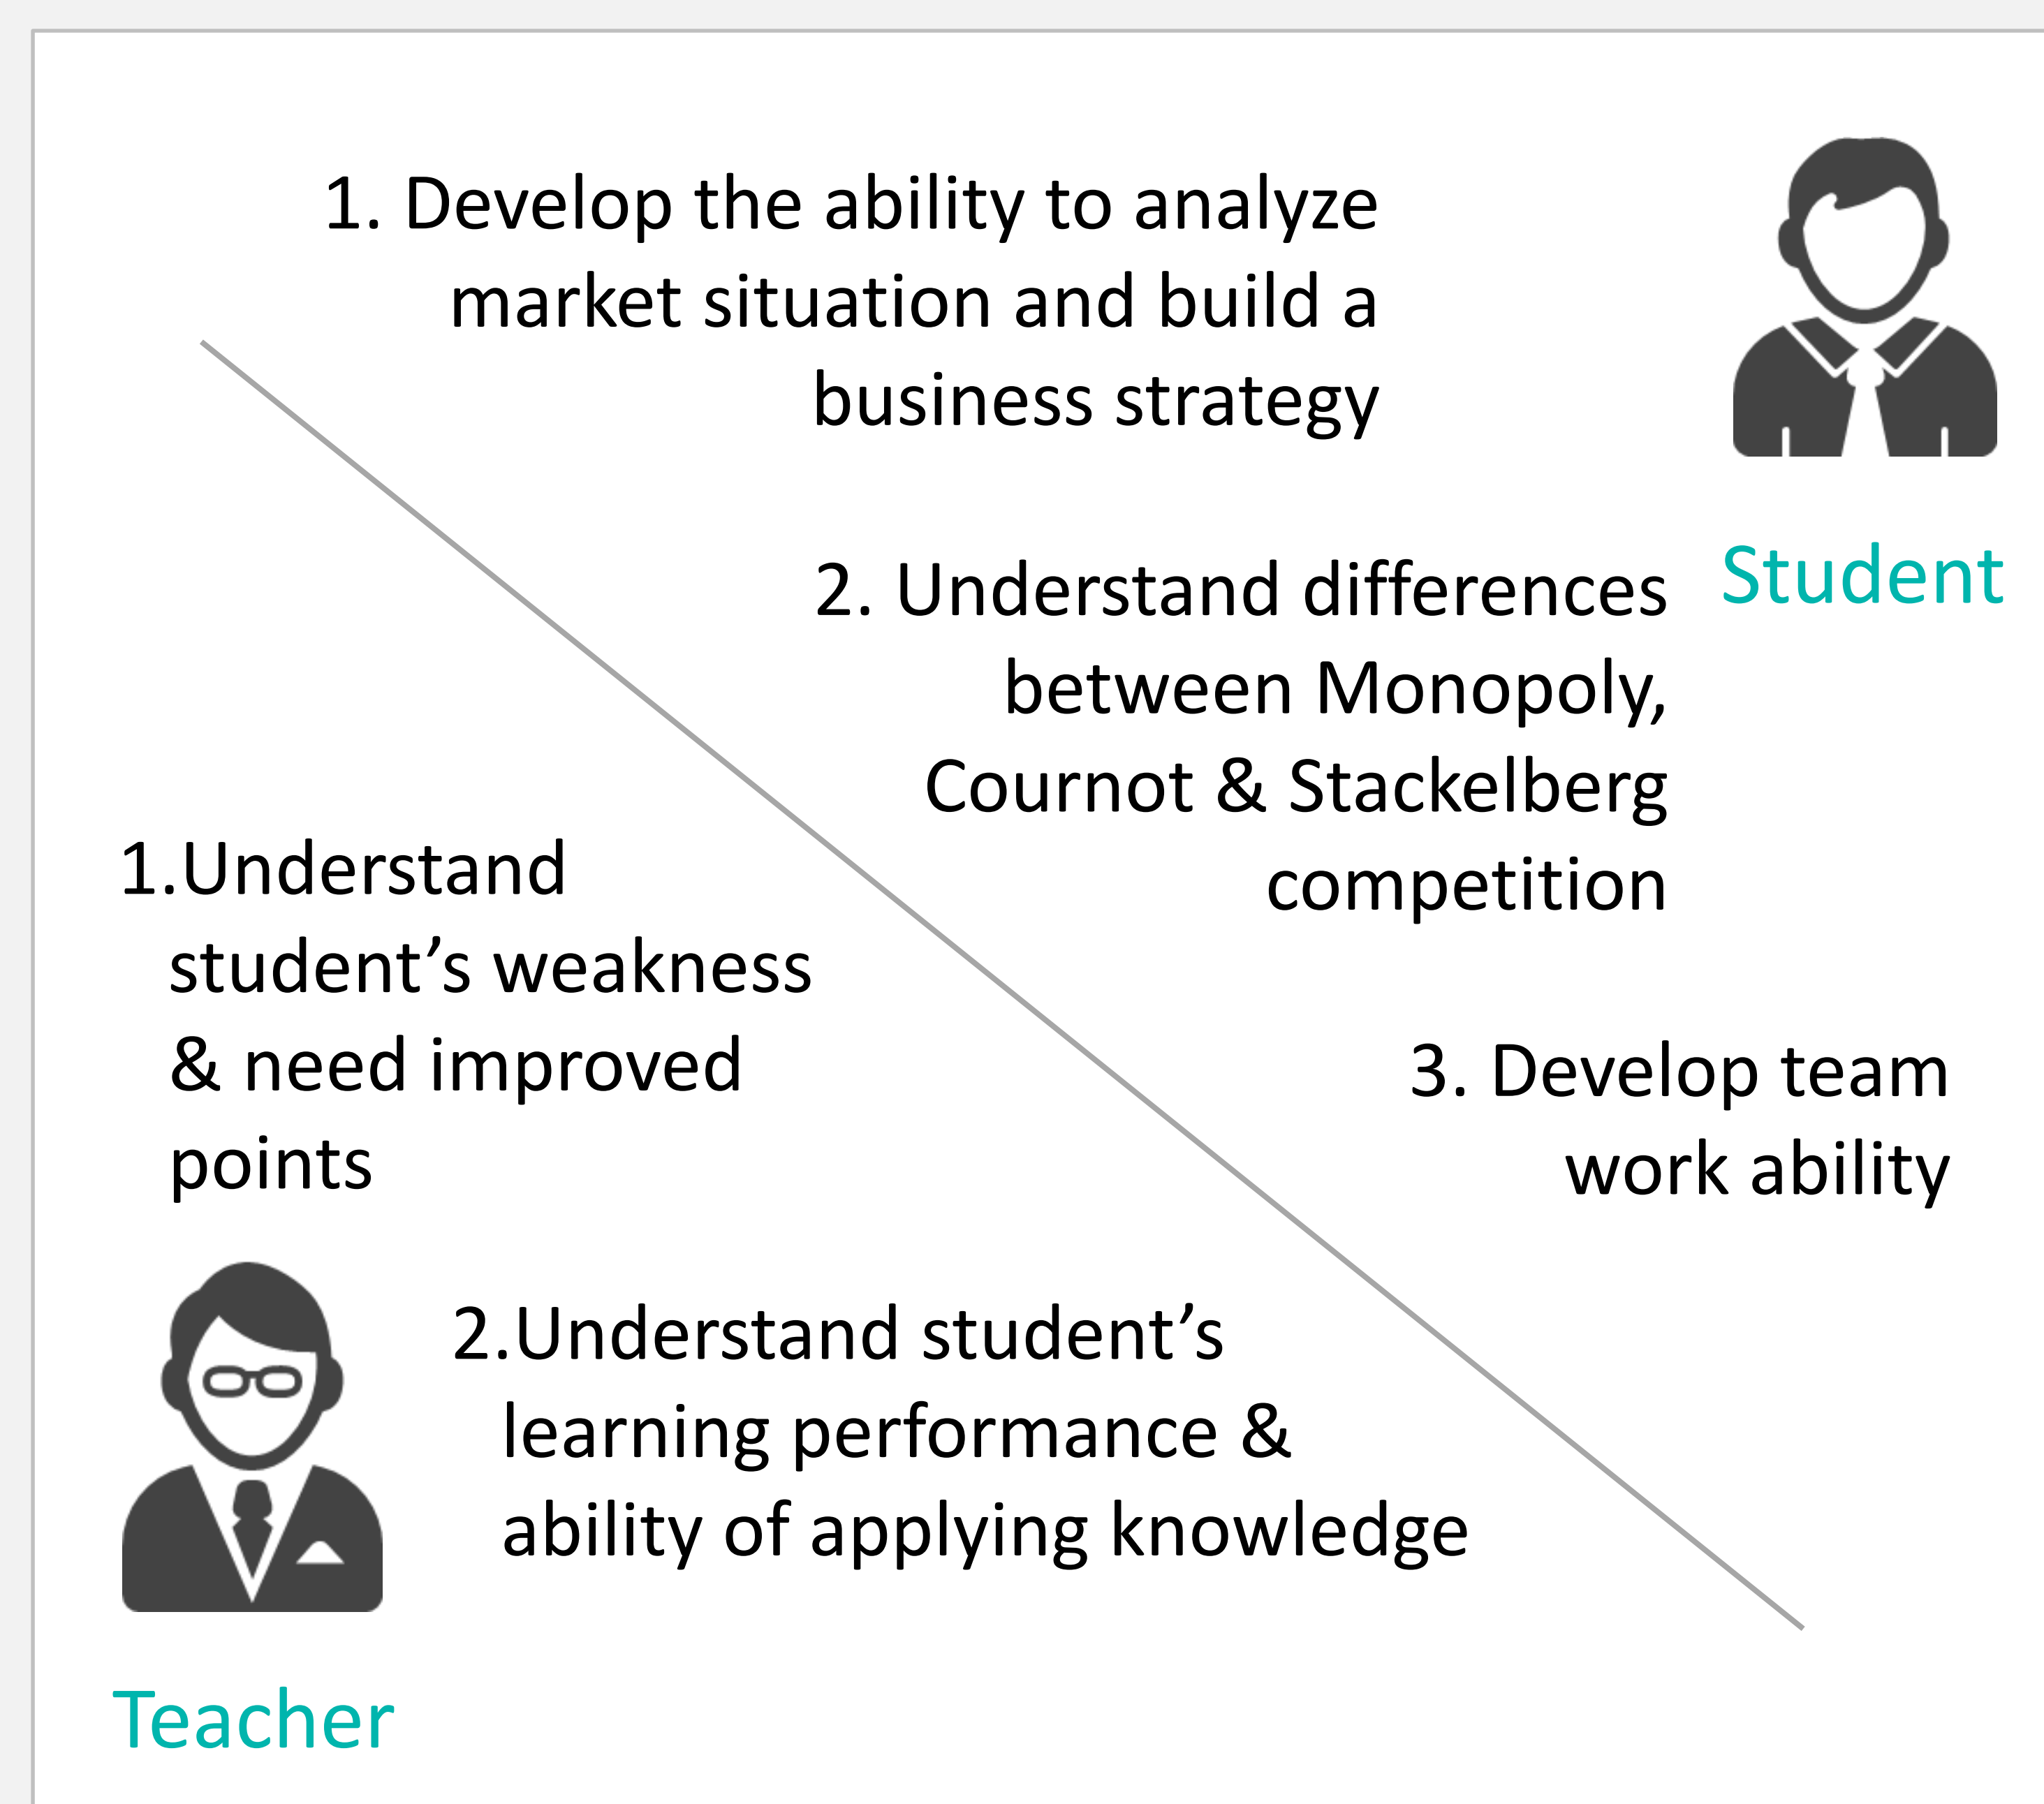 1. Develop the ability to analyze
market situation and build a
business strategy
Student
2. Understand differences
between Monopoly,
Cournot & Stackelberg
competition
3. Develop team
work ability
1.Understand
student’s weakness
& need improved
points
2.Understand student’s
learning performance &
ability of applying knowledge
Teacher